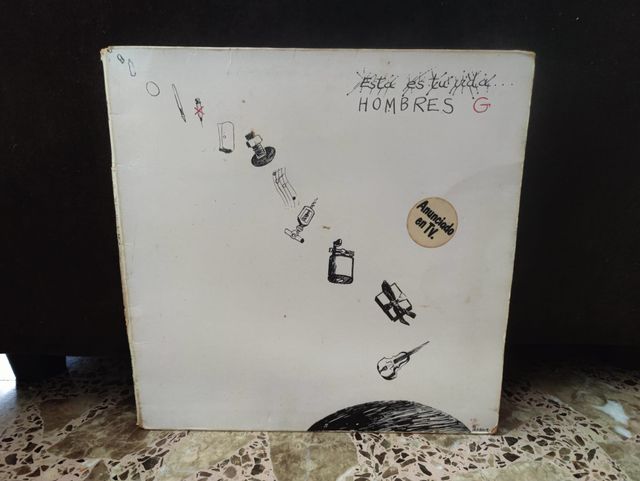 Esta es tu vida...
HOMBRES G
Anunciado
en TV.